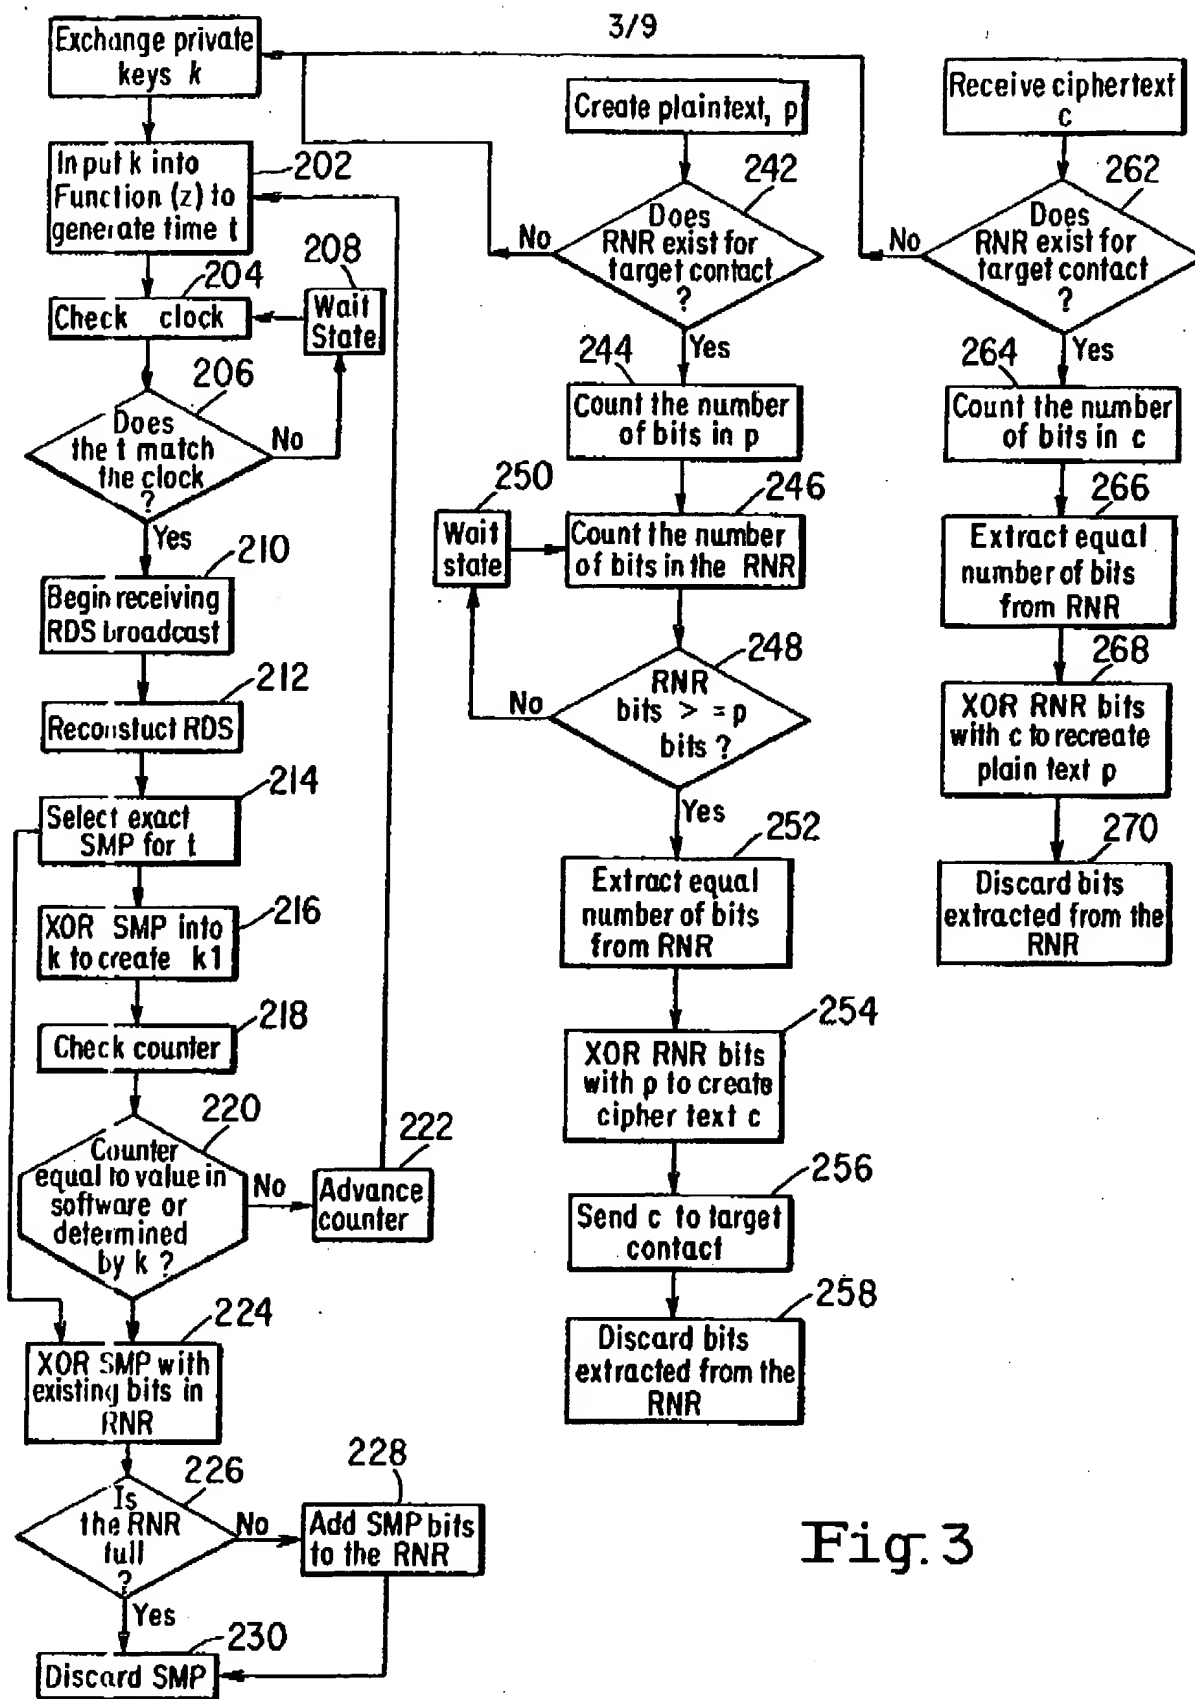 3/9
Exchange private
keys k
202
Input k into
Function (z) to
generate time t
204
Check clock
208
Wait
State
206
Does
the t match
the clock
?
No
Yes
210
Begin receiving
RDS broadcast
212
Reconstuct RDS
214
Select exact
SMP for t
216
XOR SMP into
k to create k1
218
Check counter
220
Counter
equal to value in
software or
determined
by k ?
No
222
Advance
counter
224
XOR SMP with
existing bits in
RNR
226
Is
the RNR
full
?
No
228
Add SMP bits
to the RNR
Yes
230
Discard SMP
Create plaintext, p
242
Does
RNR exist for
target contact
?
No
Yes
244
Count the number
of bits in p
250
Wait
state
246
Count the number
of bits in the RNR
248
RNR
bits > = p
bits ?
No
Yes
252
Extract equal
number of bits
from RNR
254
XOR RNR bits
with p to create
cipher text c
256
Send c to target
contact
258
Discard bits
extracted from the
RNR
Receive ciphertext
c
262
Does
RNR exist for
target contact
?
No
Yes
264
Count the number
of bits in c
266
Extract equal
number of bits
from RNR
268
XOR RNR bits
with c to recreate
plain text p
270
Discard bits
extracted from the
RNR
Fig. 3